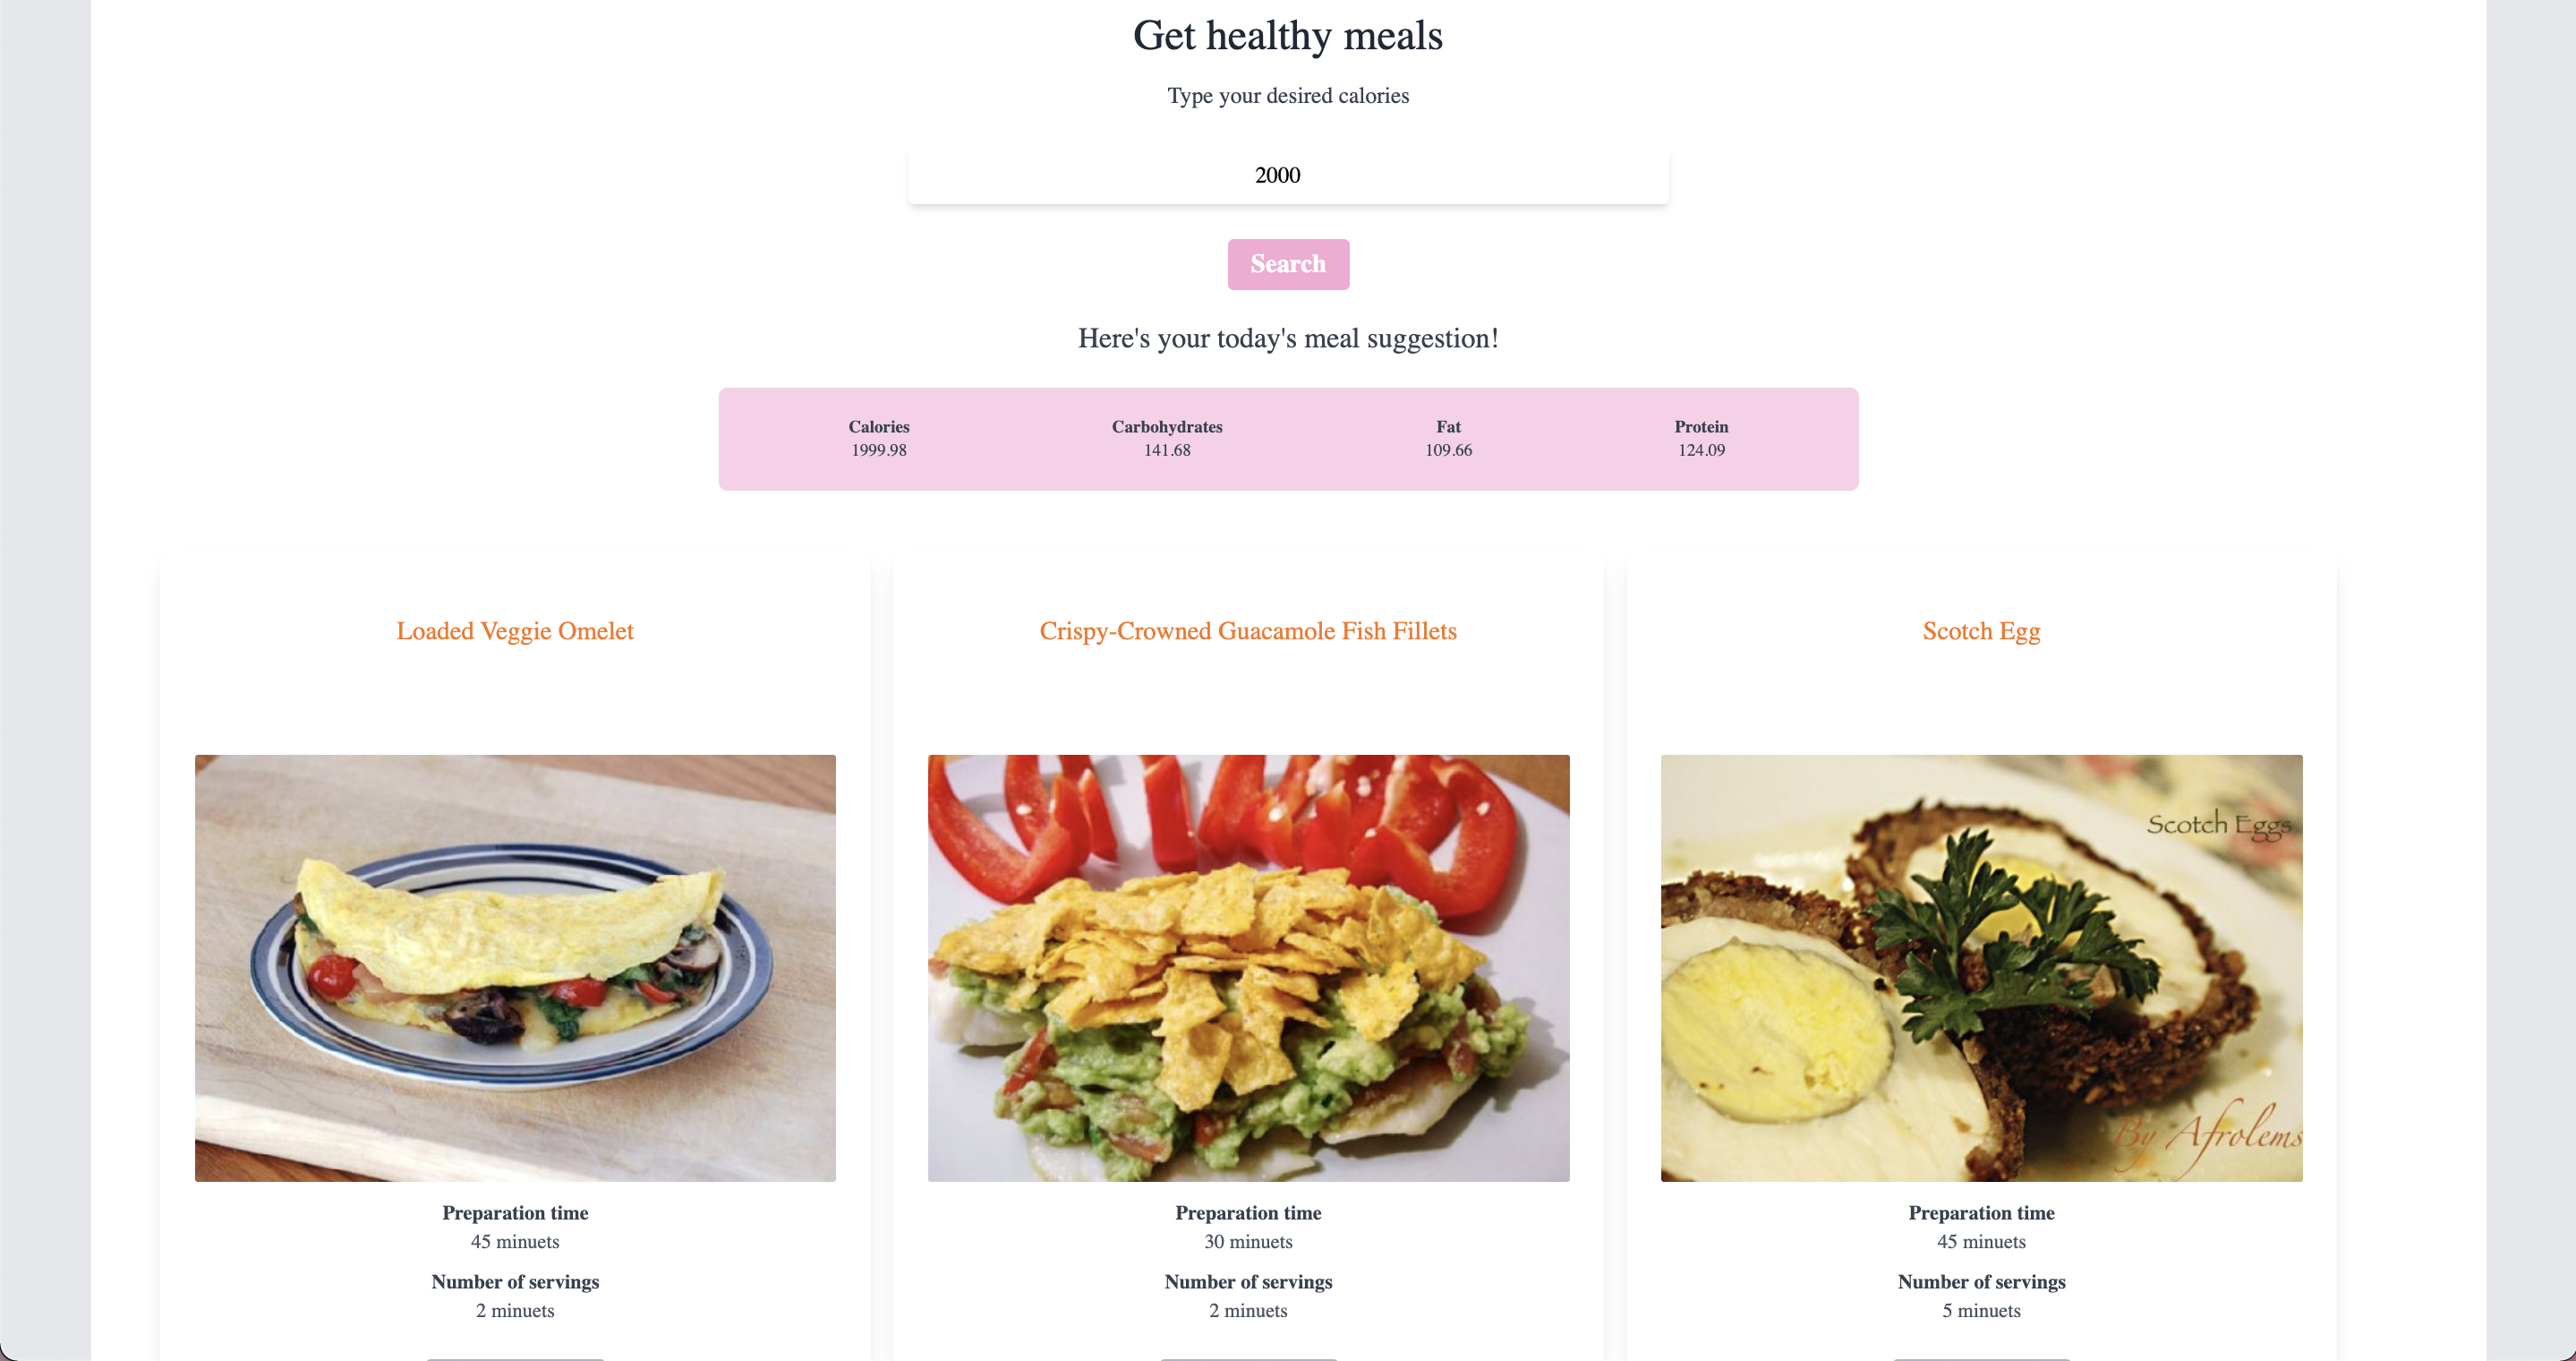 Get healthy meals
Type your desired calories
2000
Search
Here's your today's meal suggestion!
Calories Carbohydrates Fat Protein
1999.98 141.68 109.66 124.09
Loaded Veggie Omelet
Crispy-Crowned Guacamole Fish Fillets
Scotch Egg
Scotch Eggs
By Afrolems
Preparation time
45 minuets
Number of servings
2 minuets
Preparation time
30 minuets
Number of servings
2 minuets
Preparation time
45 minuets
Number of servings
5 minuets